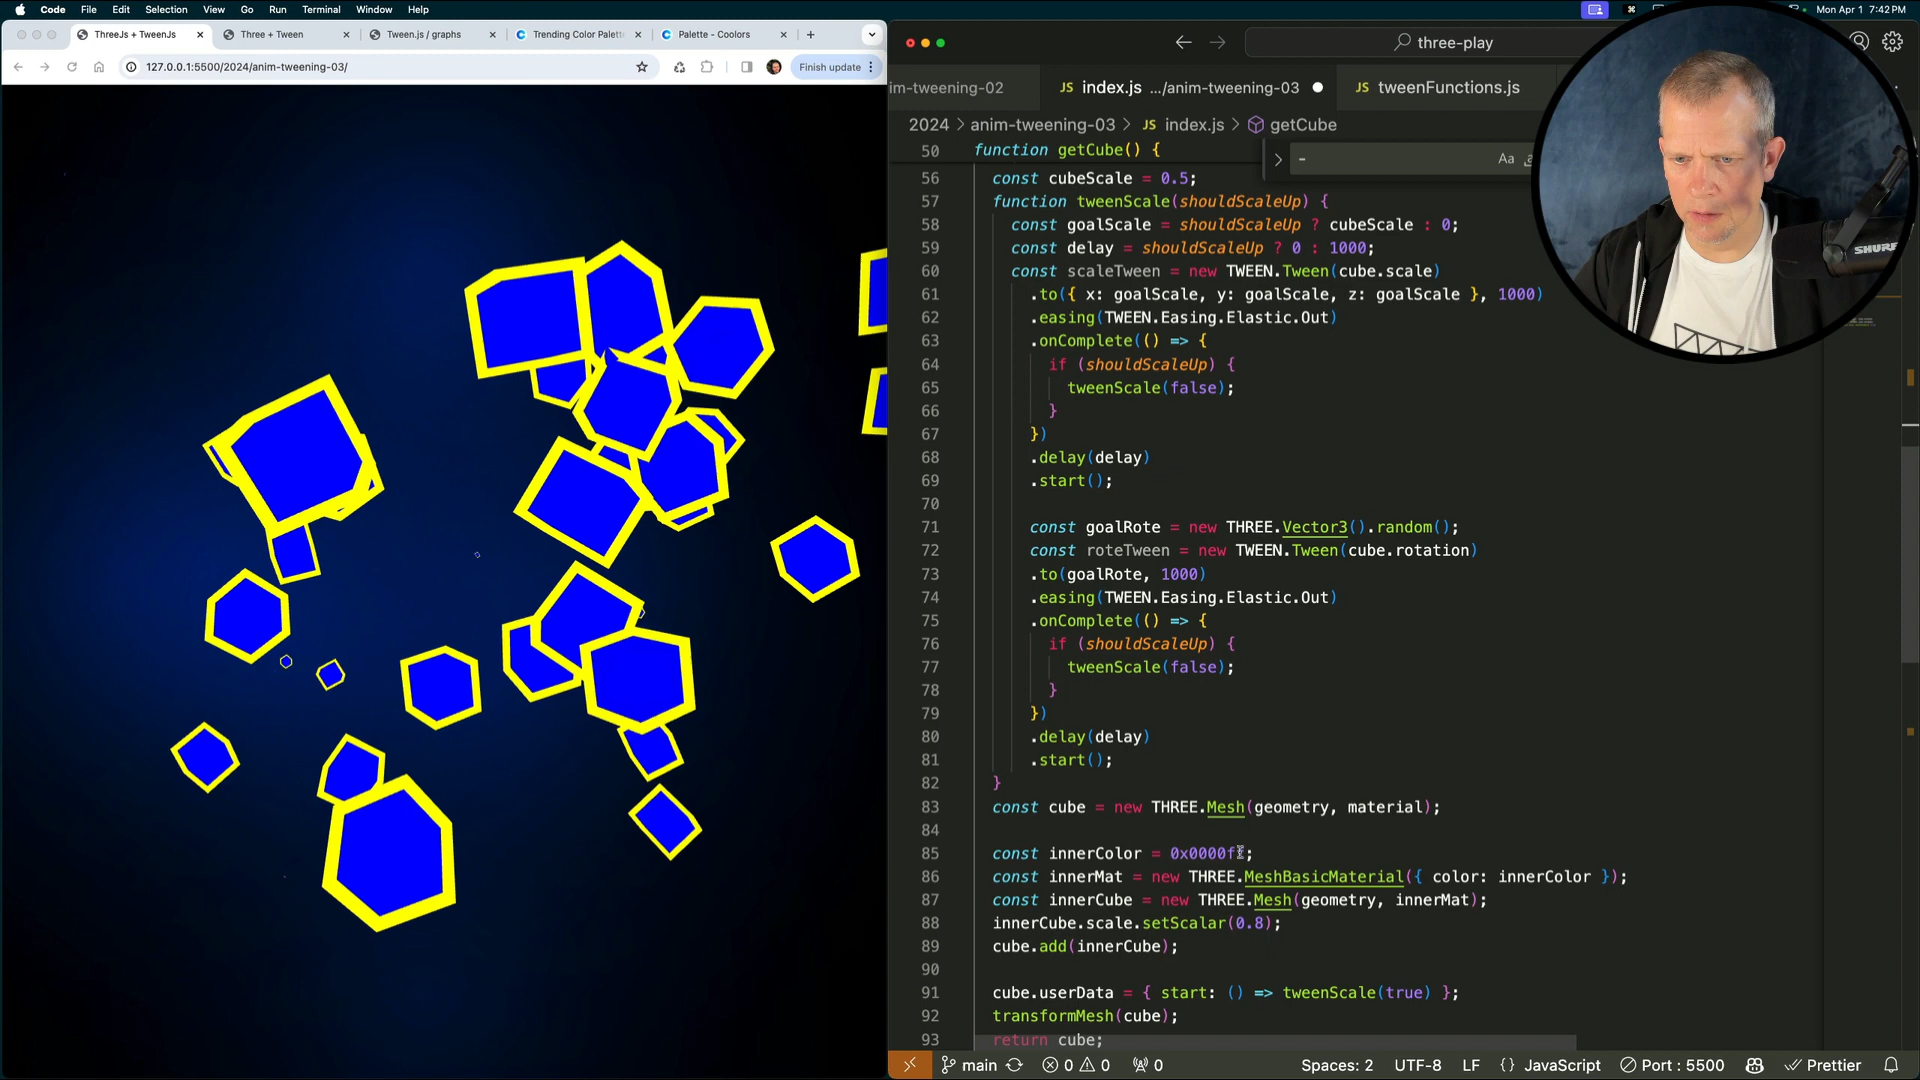 Code File Edit Selection View Go Run Terminal Window Help
Mon Apr 1 7:42 PM
ThreeJs + TweenJs
Three + Tween
Tween.js / graphs
Trending Color Palett
Palette - Coolors
127.0.0.1:5500/2024/anim-tweening-03/
Finish update
three-play
im-tweening-02
JS index.js .../anim-tweening-03
JS tweenFunctions.js
2024 > anim-tweening-03 > JS index.js > getCube
- Aa
50 function getCube() {
56 const cubeScale = 0.5;
57 function tweenScale(shouldScaleUp) {
58 const goalScale = shouldScaleUp ? cubeScale : 0;
59 const delay = shouldScaleUp ? 0 : 1000;
60 const scaleTween = new TWEEN.Tween(cube.scale)
61 .to({ x: goalScale, y: goalScale, z: goalScale }, 1000)
62 .easing(TWEEN.Easing.Elastic.Out)
63 .onComplete(() => {
64 if (shouldScaleUp) {
65 tweenScale(false);
66 }
67 })
68 .delay(delay)
69 .start();
70
71 const goalRote = new THREE.Vector3().random();
72 const roteTween = new TWEEN.Tween(cube.rotation)
73 .to(goalRote, 1000)
74 .easing(TWEEN.Easing.Elastic.Out)
75 .onComplete(() => {
76 if (shouldScaleUp) {
77 tweenScale(false);
78 }
79 })
80 .delay(delay)
81 .start();
82 }
83 const cube = new THREE.Mesh(geometry, material);
84
85 const innerColor = 0x0000ff;
86 const innerMat = new THREE.MeshBasicMaterial({ color: innerColor });
87 const innerCube = new THREE.Mesh(geometry, innerMat);
88 innerCube.scale.setScalar(0.8);
89 cube.add(innerCube);
90
91 cube.userData = { start: () => tweenScale(true) };
92 transformMesh(cube);
93 return cube;
SHURE
main 0 0 0 Spaces: 2 UTF-8 LF {} JavaScript Port : 5500 Prettier